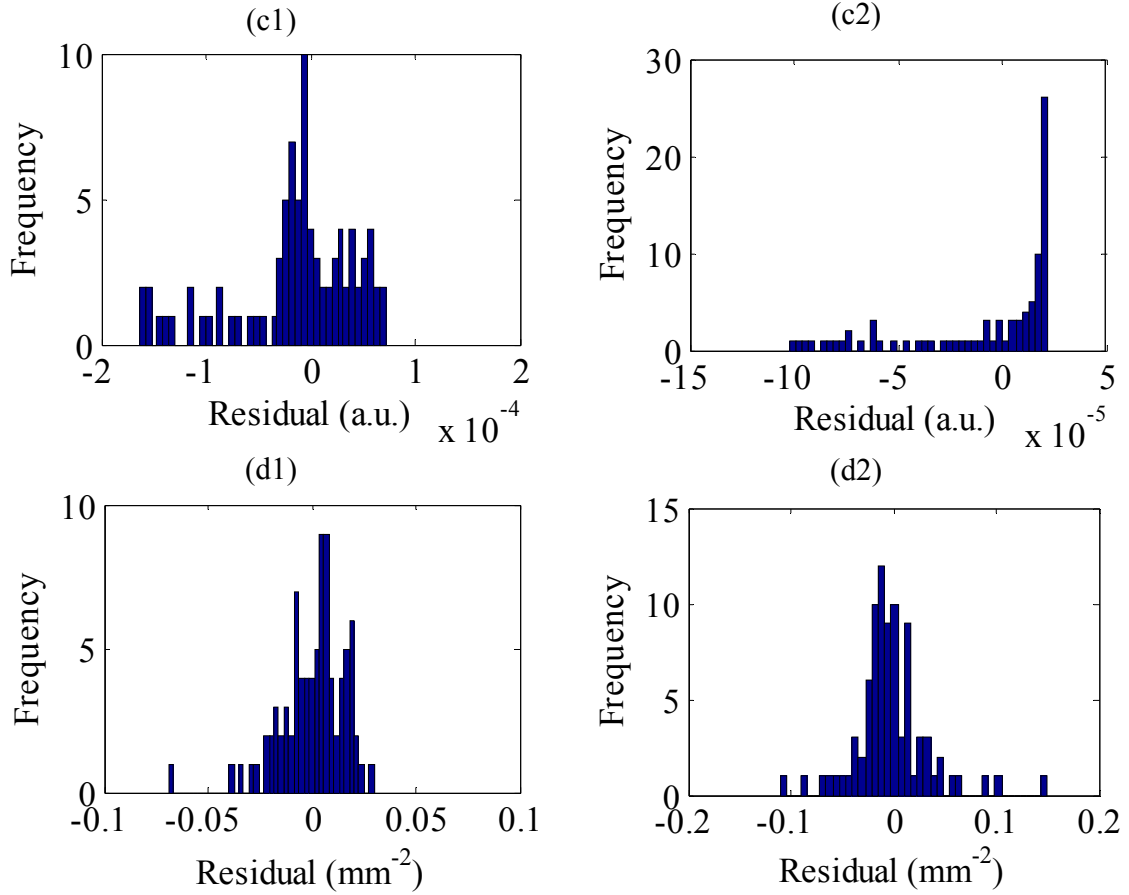 (c1)
10
5
0
Frequency
-2 -1 0 1 2
Residual (a.u.) x 10^-4
(c2)
30
20
10
0
Frequency
-15 -10 -5 0 5
Residual (a.u.) x 10^-5
(d1)
10
5
0
Frequency
-0.1 -0.05 0 0.05 0.1
Residual (mm^-2)
(d2)
15
10
5
0
Frequency
-0.2 -0.1 0 0.1 0.2
Residual (mm^-2)